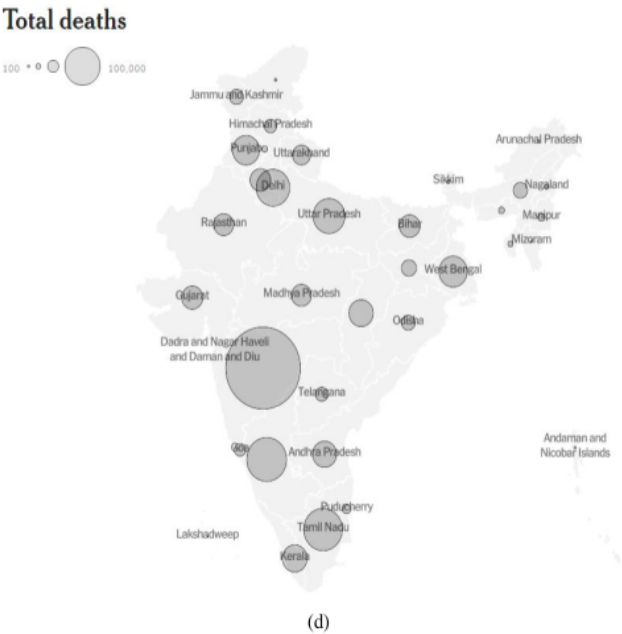 Total deaths
100
100,000
Jammu and Kashmir
Himachal Pradesh
Arunachal Pradesh
Punjab
Uttarakhand
Sikkim
Nagaland
Delhi
Uttar Pradesh
Manipur
Rajasthan
Bihar
Mizoram
West Bengal
Gujarat
Madhya Pradesh
Odisha
Dadra and Nagar Haveli
and Daman and Diu
Telangana
Goa
Andhra Pradesh
Andaman and
Nicobar Islands
Puducherry
Tamil Nadu
Lakshadweep
Kerala
(d)